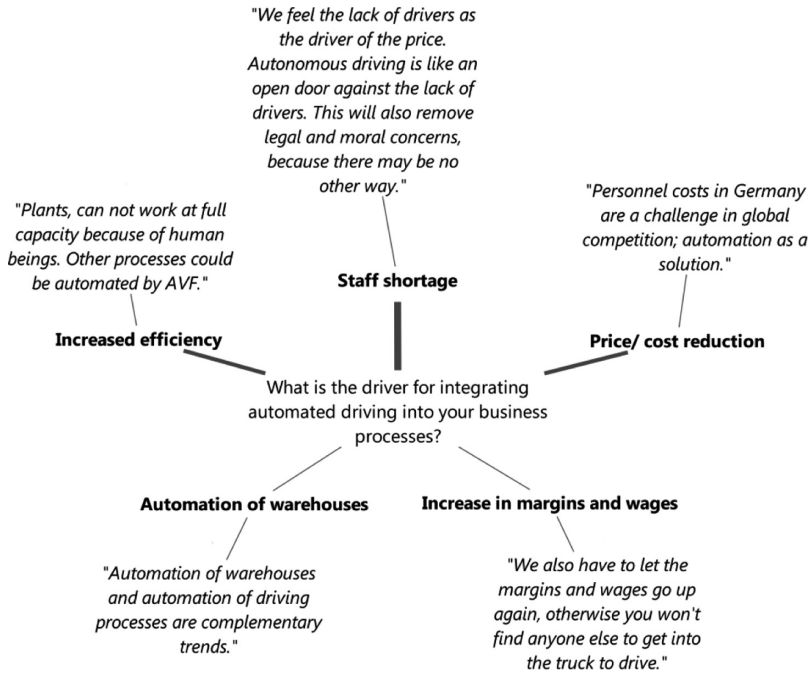 "We feel the lack of drivers as
the driver of the price.
Autonomous driving is like an
open door against the lack of
drivers. This will also remove
legal and moral concerns,
because there may be no
other way."
"Plants, can not work at full
capacity because of human
beings. Other processes could
be automated by AVF."
"Personnel costs in Germany
are a challenge in global
competition; automation as a
solution."
Staff shortage
Increased efficiency
Price/ cost reduction
What is the driver for integrating
automated driving into your business
processes?
Automation of warehouses
Increase in margins and wages
"Automation of warehouses
and automation of driving
processes are complementary
trends."
"We also have to let the
margins and wages go up
again, otherwise you won't
find anyone else to get into
the truck to drive."